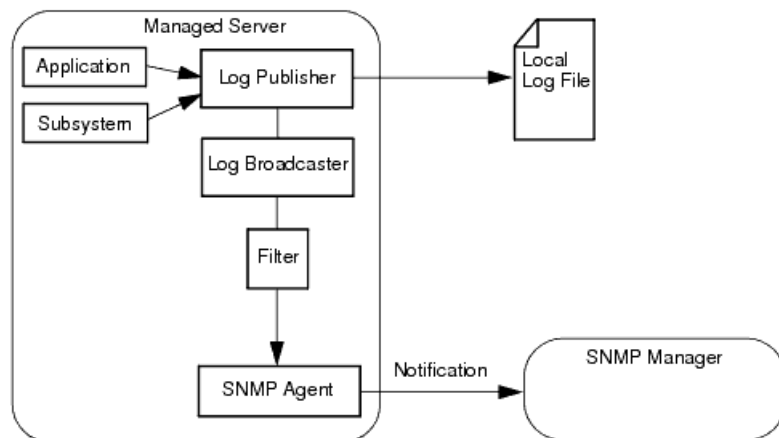 Managed Server
Application
Log Publisher
Local
Log File
Subsystem
Log Broadcaster
Filter
SNMP Agent
Notification
SNMP Manager